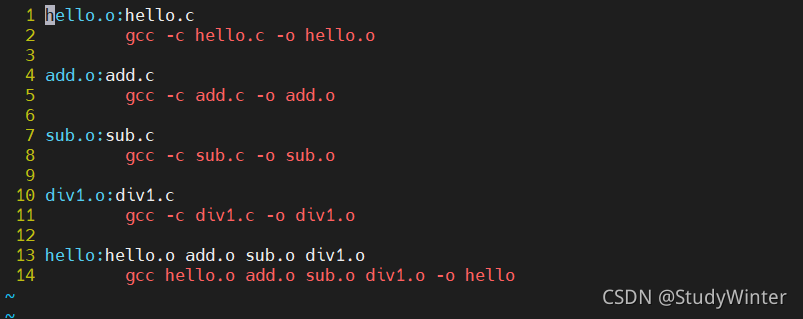 1 hello.o:hello.c
2 gcc -c hello.c -o hello.o
3
4 add.o:add.c
5 gcc -c add.c -o add.o
6
7 sub.o:sub.c
8 gcc -c sub.c -o sub.o
9
10 div1.o:div1.c
11 gcc -c div1.c -o div1.o
12
13 hello:hello.o add.o sub.o div1.o
14 gcc hello.o add.o sub.o div1.o -o hello
~
CSDN @StudyWinter
~